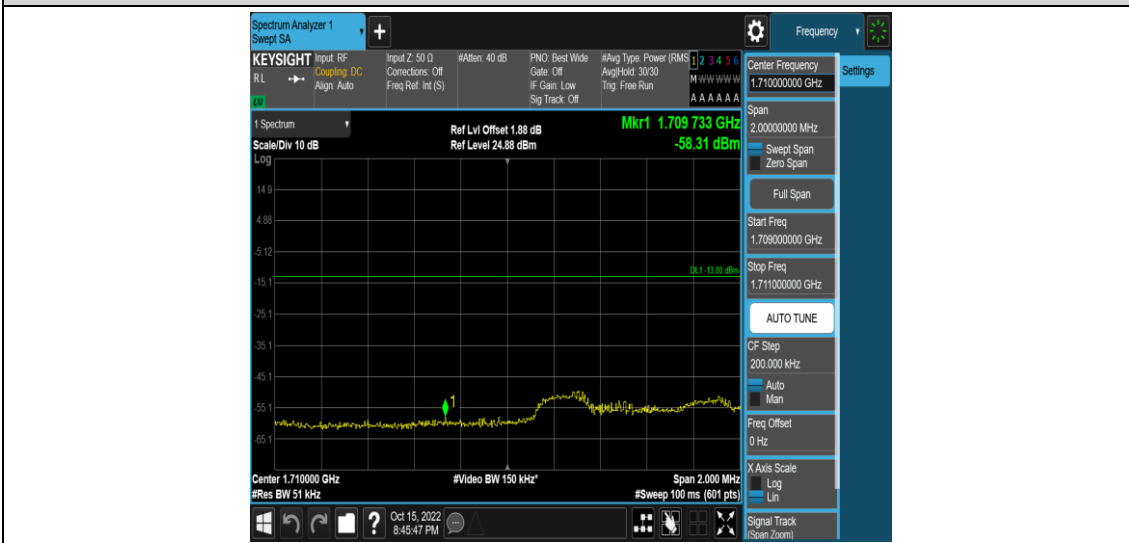 Spectrum Analyzer 1
Swept SA
+
Frequency
KEYSIGHT
RL
LV
Input: RF
Coupling: DC
Align: Auto
Input Z: 50 Ω
Corrections: Off
Freq Ref: Int (S)
#Atten: 40 dB
PNO: Best Wide
Gate: Off
IF Gain: Low
Sig Track: Off
#Avg Type: Power (RMS
Avg|Hold: 30/30
Trig: Free Run
1 2 3 4 5 6
M W W W W W
A A A A A A
Center Frequency
1.710000000 GHz
Settings
Span
2.00000000 MHz
Swept Span
Zero Span
Full Span
Start Freq
1.709000000 GHz
Stop Freq
1.711000000 GHz
AUTO TUNE
CF Step
200.000 kHz
Auto
Man
Freq Offset
0 Hz
X Axis Scale
Log
Lin
Signal Track
(Span Zoom)
1 Spectrum
Scale/Div 10 dB
Ref Lvl Offset 1.88 dB
Ref Level 24.88 dBm
Mkr1 1.709 733 GHz
-58.31 dBm
Log
14.9
4.88
-5.12
DL1 -13.00 dBm
-15.1
-25.1
-35.1
-45.1
-55.1
1
-65.1
Center 1.710000 GHz
#Video BW 150 kHz*
Span 2.000 MHz
#Res BW 51 kHz
#Sweep 100 ms (601 pts)
?
Oct 15, 2022
8:45:47 PM